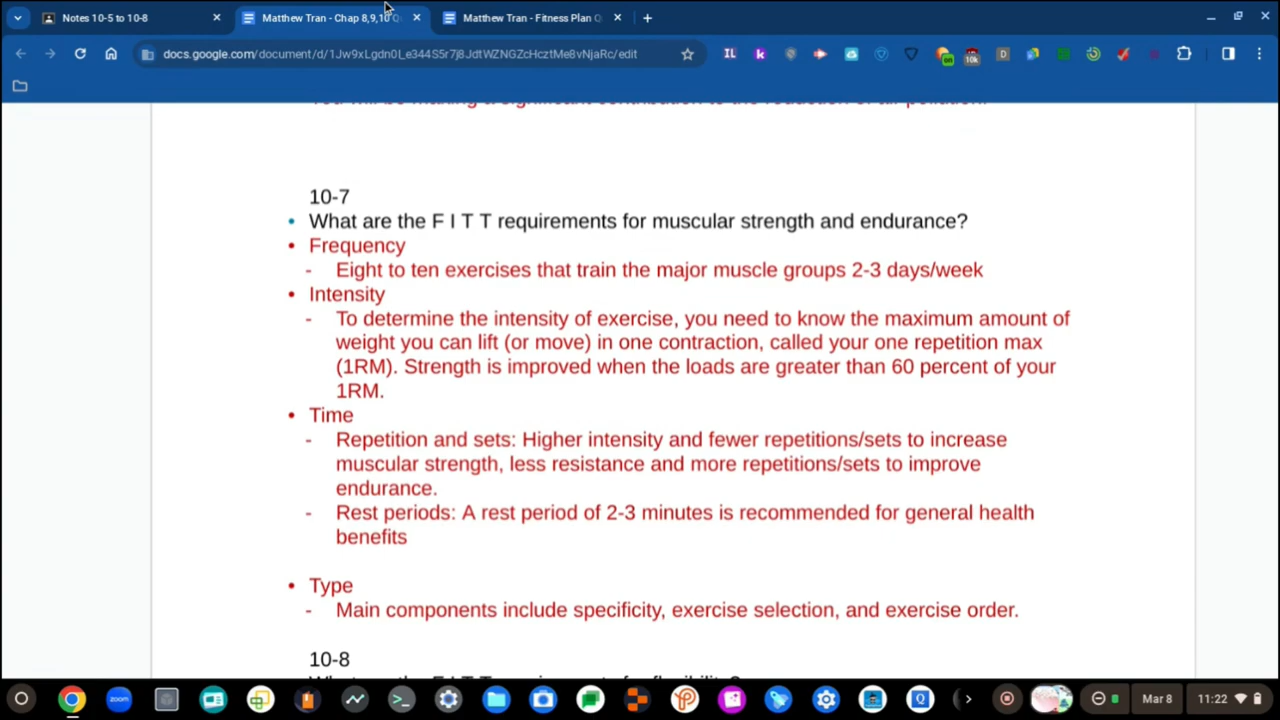 Notes 10-5 to 10-8
Matthew Tran - Chap 8,9,10 Q
Matthew Tran - Fitness Plan Q
docs.google.com/document/d/1Jw9xLgdn0l_e344S5r7j8JdtWZNGZcHcztMe8vNjaRc/edit
10-7
• What are the F I T T requirements for muscular strength and endurance?
• Frequency
- Eight to ten exercises that train the major muscle groups 2-3 days/week
• Intensity
- To determine the intensity of exercise, you need to know the maximum amount of
weight you can lift (or move) in one contraction, called your one repetition max
(1RM). Strength is improved when the loads are greater than 60 percent of your
1RM.
• Time
- Repetition and sets: Higher intensity and fewer repetitions/sets to increase
muscular strength, less resistance and more repetitions/sets to improve
endurance.
- Rest periods: A rest period of 2-3 minutes is recommended for general health
benefits
• Type
- Main components include specificity, exercise selection, and exercise order.
10-8
zoom
Mar 8
11:22